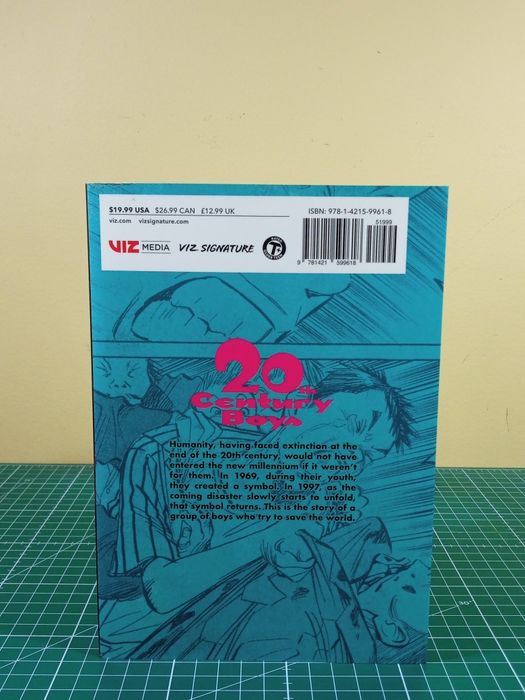 $19.99 USA $26.99 CAN £12.99 UK
viz.com vizsignature.com
ISBN: 978-1-4215-9961-8
51999
VIZ MEDIA VIZ SIGNATURE
9 781421 599618
20th
Century
Boys
Humanity, having faced extinction at the
end of the 20th century, would not have
entered the new millennium if it weren't
for them. In 1969, during their youth,
they created a symbol. In 1997, as the
coming disaster slowly starts to unfold,
that symbol returns. This is the story of a
group of boys who try to save the world.
30°